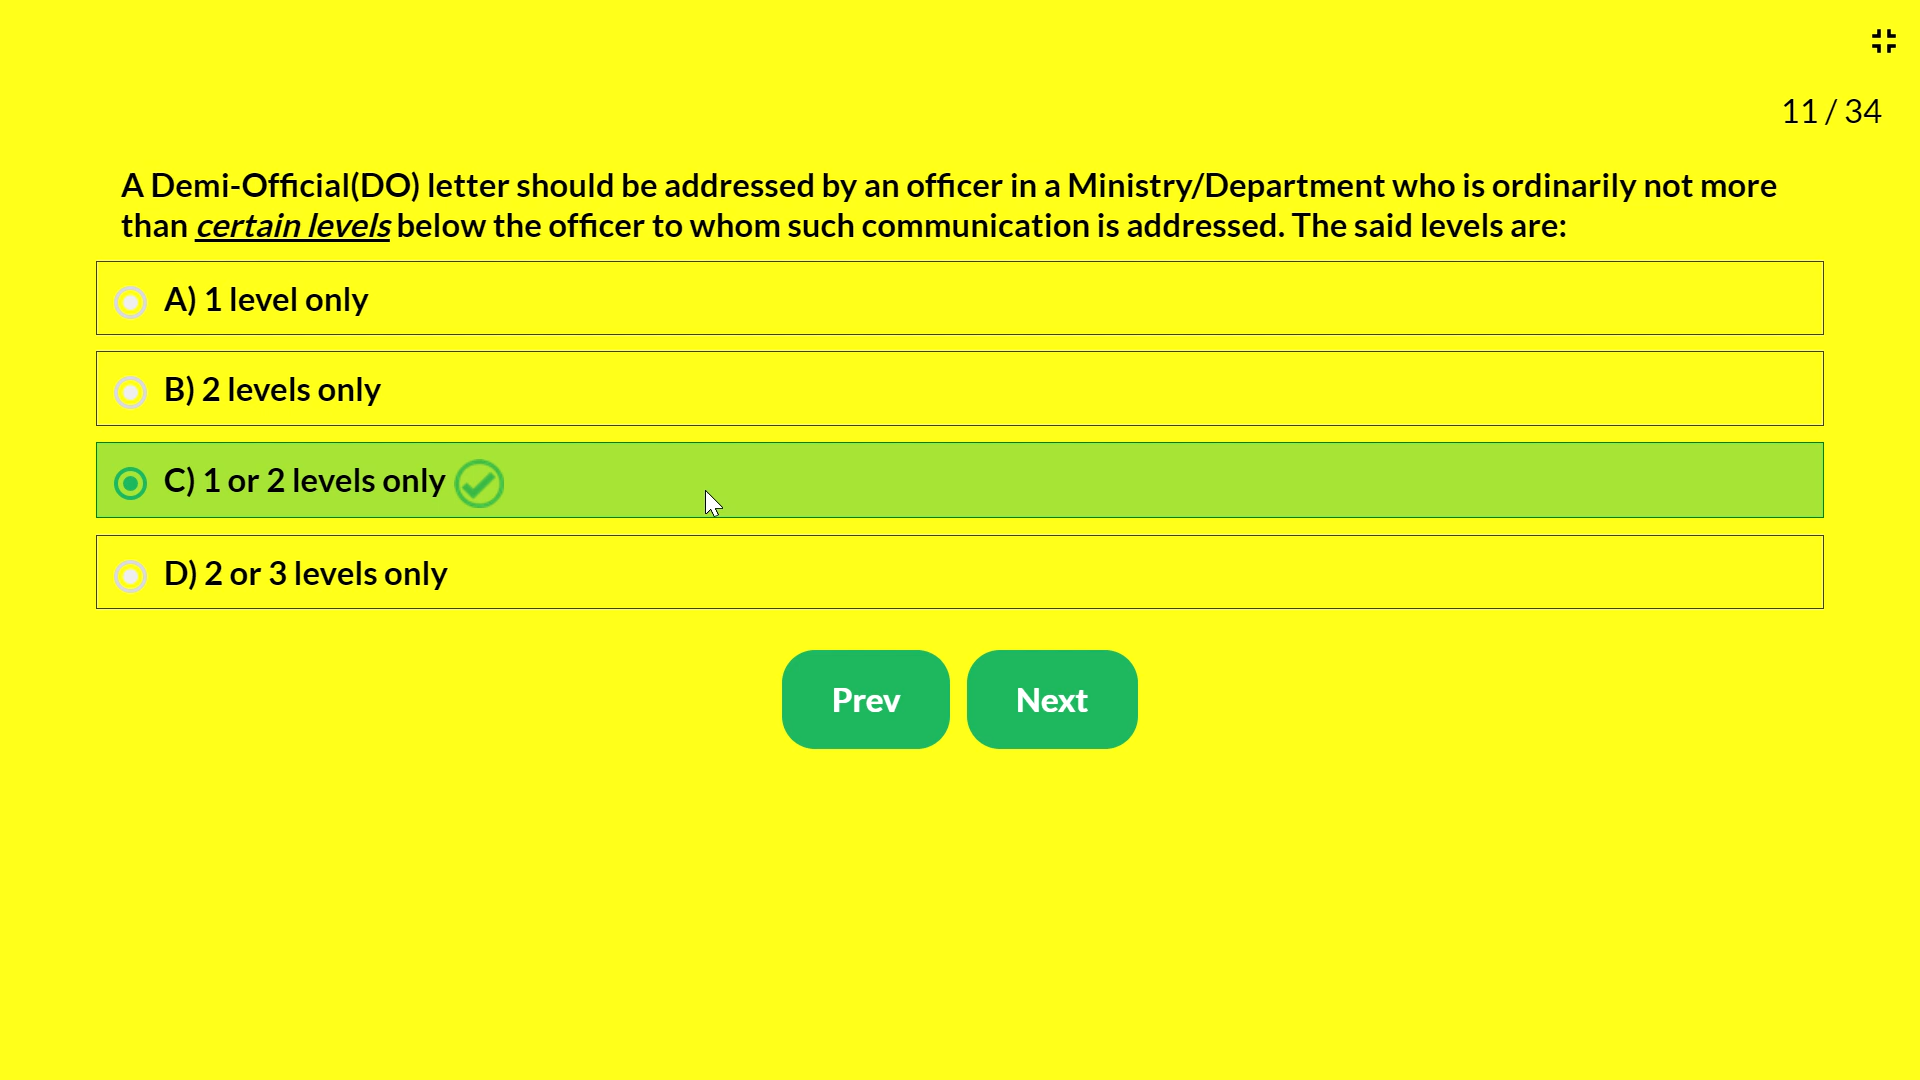 11 / 34
A Demi-Official(DO) letter should be addressed by an officer in a Ministry/Department who is ordinarily not more
than certain levels below the officer to whom such communication is addressed. The said levels are:
A) 1 level only
B) 2 levels only
C) 1 or 2 levels only
D) 2 or 3 levels only
Prev Next